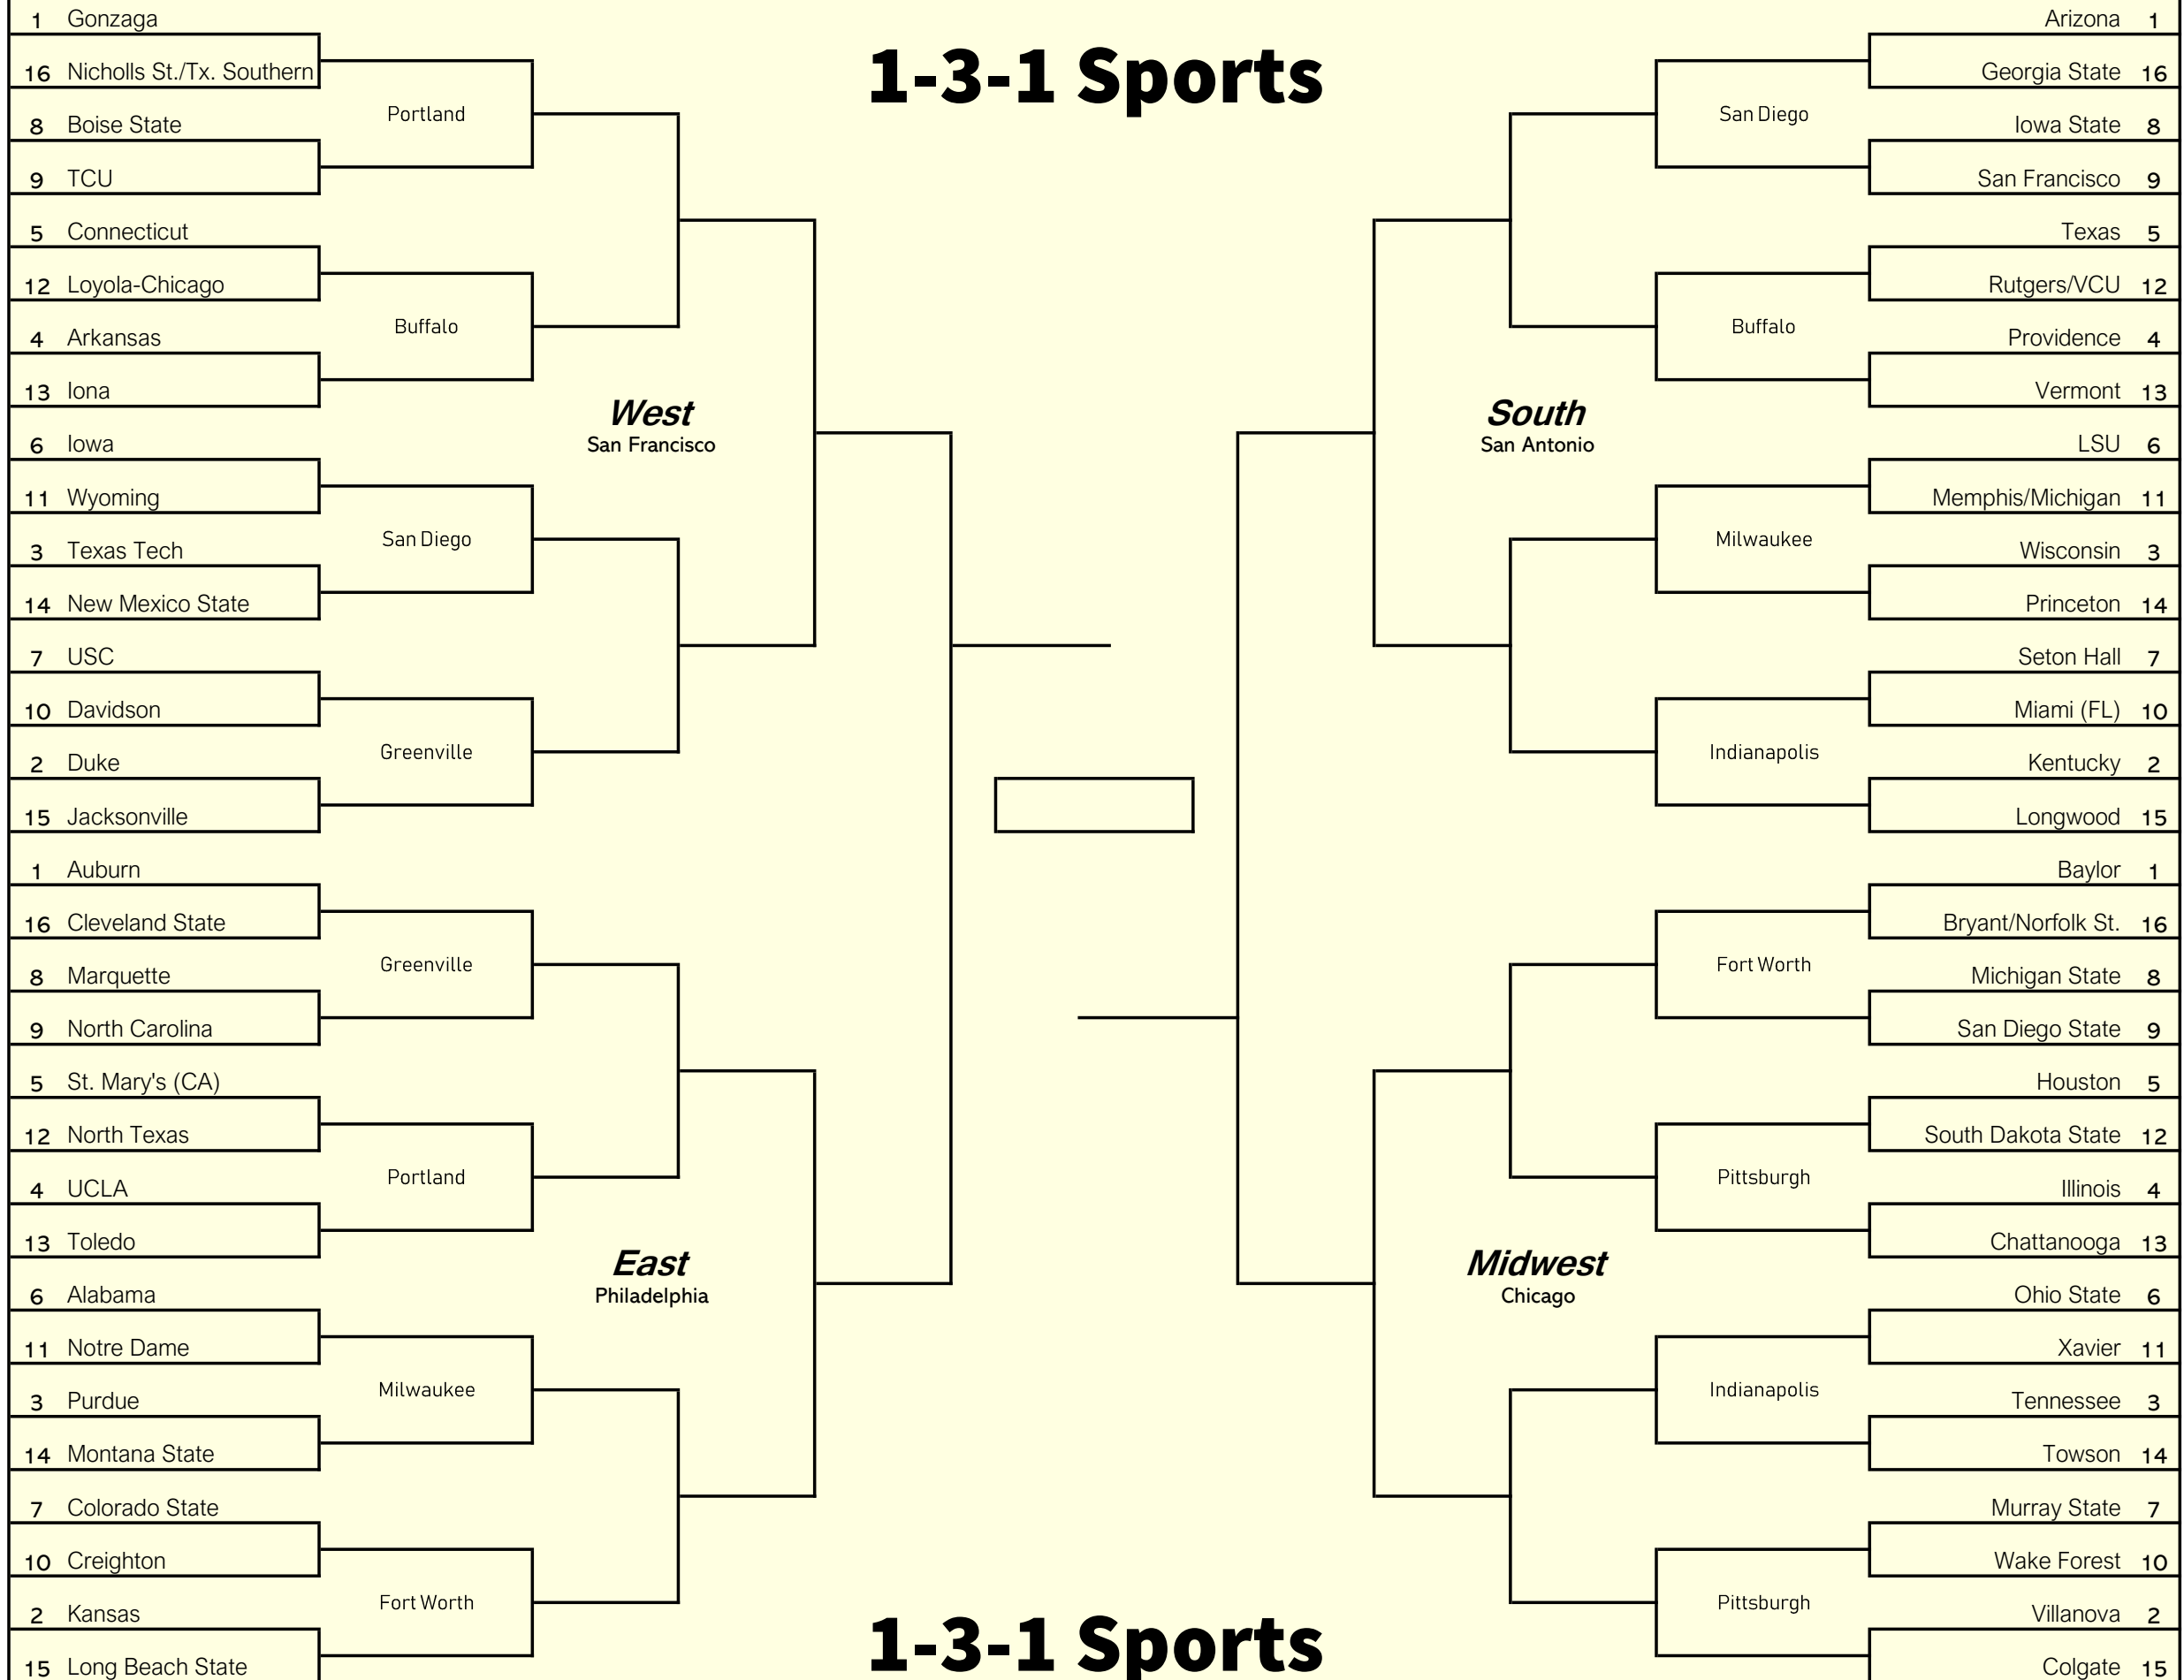 1-3-1 Sports
1 Gonzaga
16 Nicholls St./Tx. Southern
Portland
8 Boise State
9 TCU
5 Connecticut
12 Loyola-Chicago
Buffalo
4 Arkansas
13 Iona
West
San Francisco
6 Iowa
11 Wyoming
San Diego
3 Texas Tech
14 New Mexico State
7 USC
10 Davidson
Greenville
2 Duke
15 Jacksonville
1 Auburn
16 Cleveland State
Greenville
8 Marquette
9 North Carolina
5 St. Mary's (CA)
12 North Texas
Portland
4 UCLA
13 Toledo
East
Philadelphia
6 Alabama
11 Notre Dame
Milwaukee
3 Purdue
14 Montana State
7 Colorado State
10 Creighton
Fort Worth
2 Kansas
15 Long Beach State
Arizona 1
Georgia State 16
San Diego
Iowa State 8
San Francisco 9
Texas 5
Rutgers/VCU 12
Buffalo
Providence 4
Vermont 13
South
San Antonio
LSU 6
Memphis/Michigan 11
Milwaukee
Wisconsin 3
Princeton 14
Seton Hall 7
Miami (FL) 10
Indianapolis
Kentucky 2
Longwood 15
Baylor 1
Bryant/Norfolk St. 16
Fort Worth
Michigan State 8
San Diego State 9
Houston 5
South Dakota State 12
Pittsburgh
Illinois 4
Chattanooga 13
Midwest
Chicago
Ohio State 6
Xavier 11
Indianapolis
Tennessee 3
Towson 14
Murray State 7
Wake Forest 10
Pittsburgh
Villanova 2
Colgate 15
1-3-1 Sports